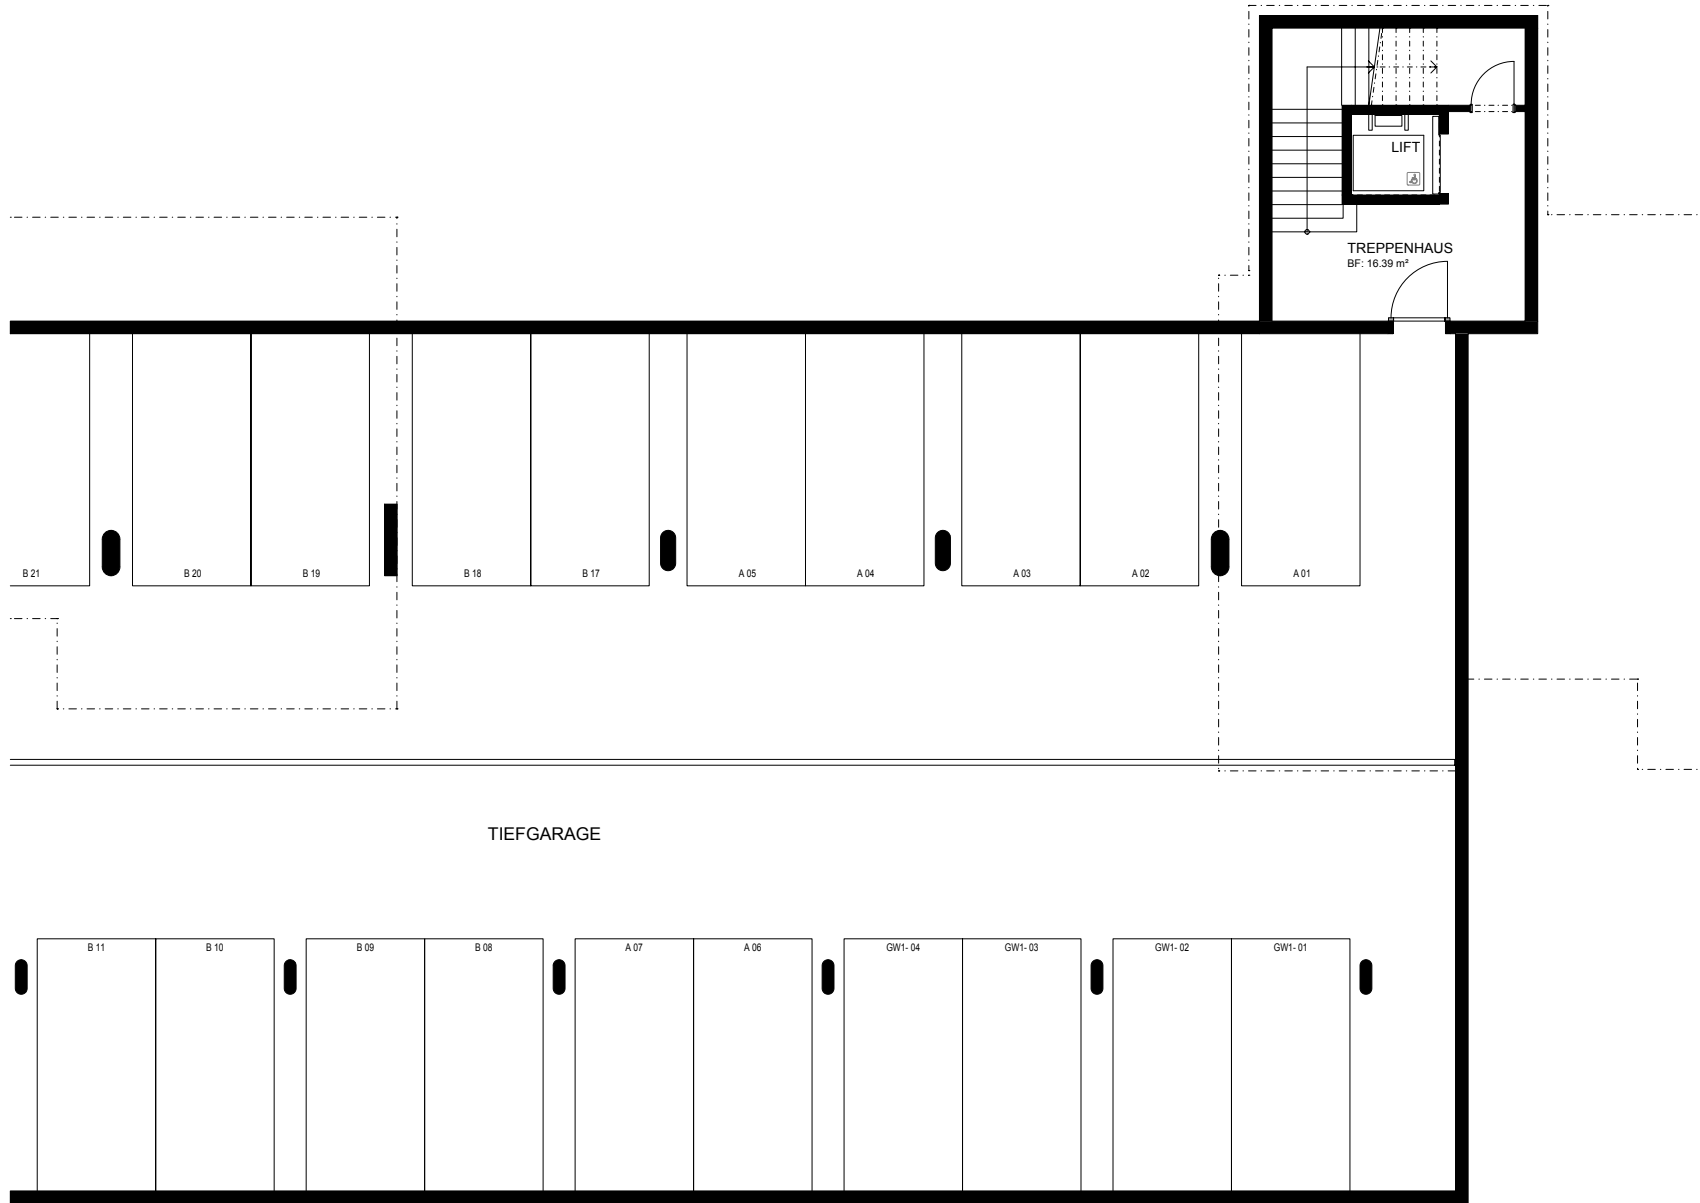 LIFT
TREPPENHAUS
BF: 16.39 m²
B 21
B 20
B 19
B 18
B 17
A 05
A 04
A 03
A 02
A 01
TIEFGARAGE
B 11
B 10
B 09
B 08
A 07
A 06
GW1- 04
GW1- 03
GW1- 02
GW1- 01